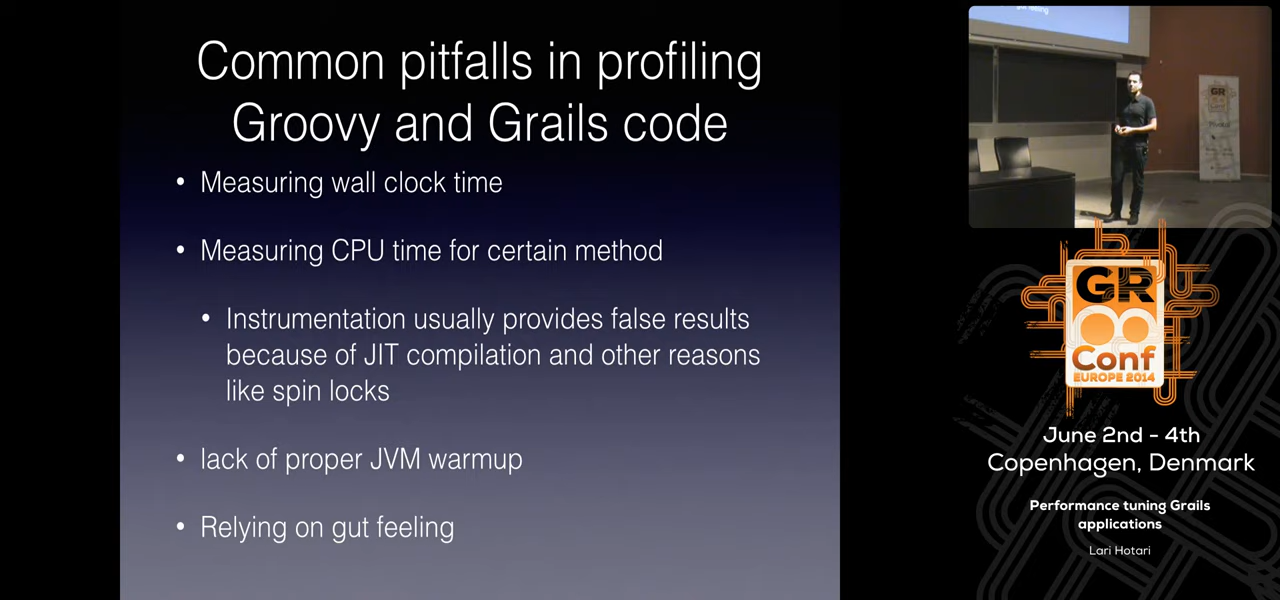 Common pitfalls in profiling
Groovy and Grails code
• Measuring wall clock time
• Measuring CPU time for certain method
• Instrumentation usually provides false results
because of JIT compilation and other reasons
like spin locks
• lack of proper JVM warmup
• Relying on gut feeling
GR
GR
Conf
EUROPE 2014
June 2nd - 4th
Copenhagen, Denmark
Performance tuning Grails
applications
Lari Hotari